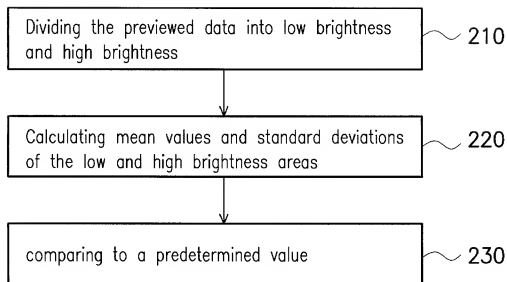 Dividing the previewed data into low brightness
and high brightness
210
Calculating mean values and standard deviations
of the low and high brightness areas
220
comparing to a predetermined value
230